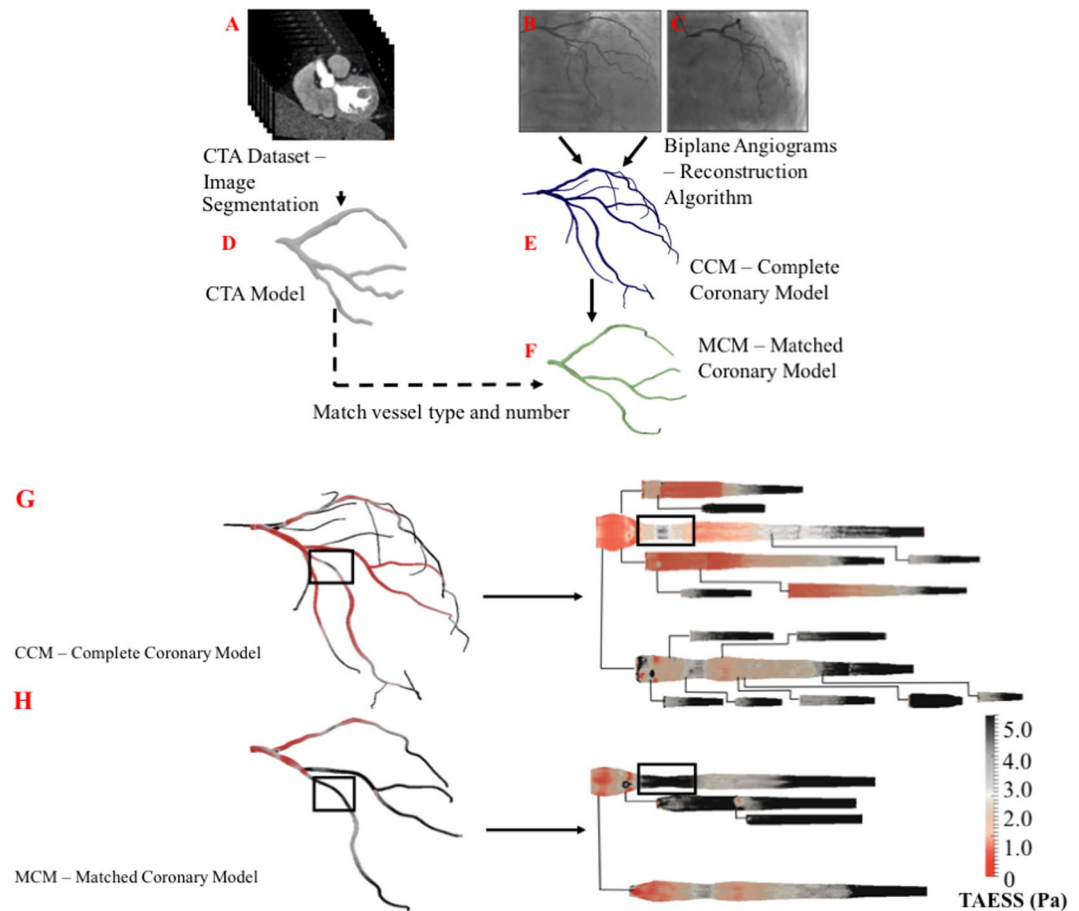 A
B
C
CTA Dataset –
Image
Segmentation
Biplane Angiograms
– Reconstruction
Algorithm
D
E
CTA Model
CCM – Complete
Coronary Model
F
MCM – Matched
Coronary Model
Match vessel type and number
G
CCM – Complete Coronary Model
H
MCM – Matched Coronary Model
5.0
4.0
3.0
2.0
1.0
0
TAESS (Pa)